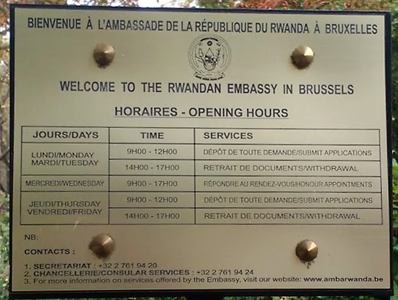 BIENVENUE À L'AMBASSADE DE LA RÉPUBLIQUE DU RWANDA À BRUXELLES
WELCOME TO THE RWANDAN EMBASSY IN BRUSSELS
HORAIRES - OPENING HOURS
JOURS/DAYS TIME SERVICES
LUNDI/MONDAY 9H00 - 12H00 DÉPÔT DE TOUTE DEMANDE/SUBMIT APPLICATIONS
MARDI/TUESDAY 14H00 - 17H00 RETRAIT DE DOCUMENTS/WITHDRAWAL
MERCREDI/WEDNESDAY 9H00 - 17H00 RÉPONDRE AU RENDEZ-VOUS/HONOUR APPOINTMENTS
JEUDI/THURSDAY 9H00 - 12H00 DÉPÔT DE TOUTE DEMANDE/SUBMIT APPLICATIONS
VENDREDI/FRIDAY 14H00 - 17H00 RETRAIT DE DOCUMENTS/WITHDRAWAL
NB:
CONTACTS :
1. SECRETARIAT : +32 2 761 94 20
2. CHANCELLERIE/CONSULAR SERVICES : +32 2 761 94 24
3. For more information on services offered by the Embassy, visit our website: www.ambarwanda.be